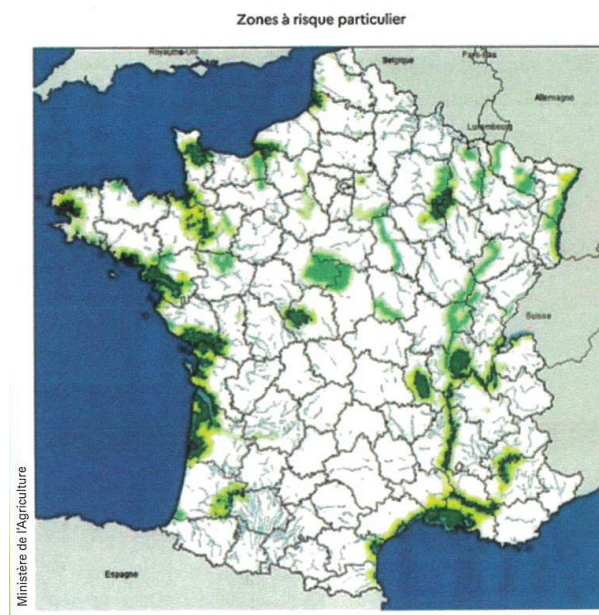 Zones à risque particulier
Royaume-Uni
Belgique
Pays-Bas
Allemagne
Luxembourg
Suisse
Espagne
Ministère de l'Agriculture